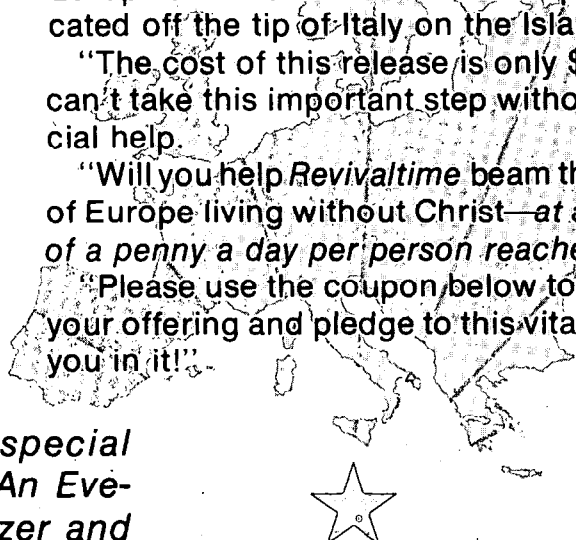 cated off the tip of Italy on the Isla
"The cost of this release is only $
can't take this important step witho
cial help.
"Will you help Revivaltime beam th
of Europe living without Christ—at a
of a penny a day per person reache
"Please use the coupon below to
your offering and pledge to this vita
you in it!"
special
An Eve-
zer and